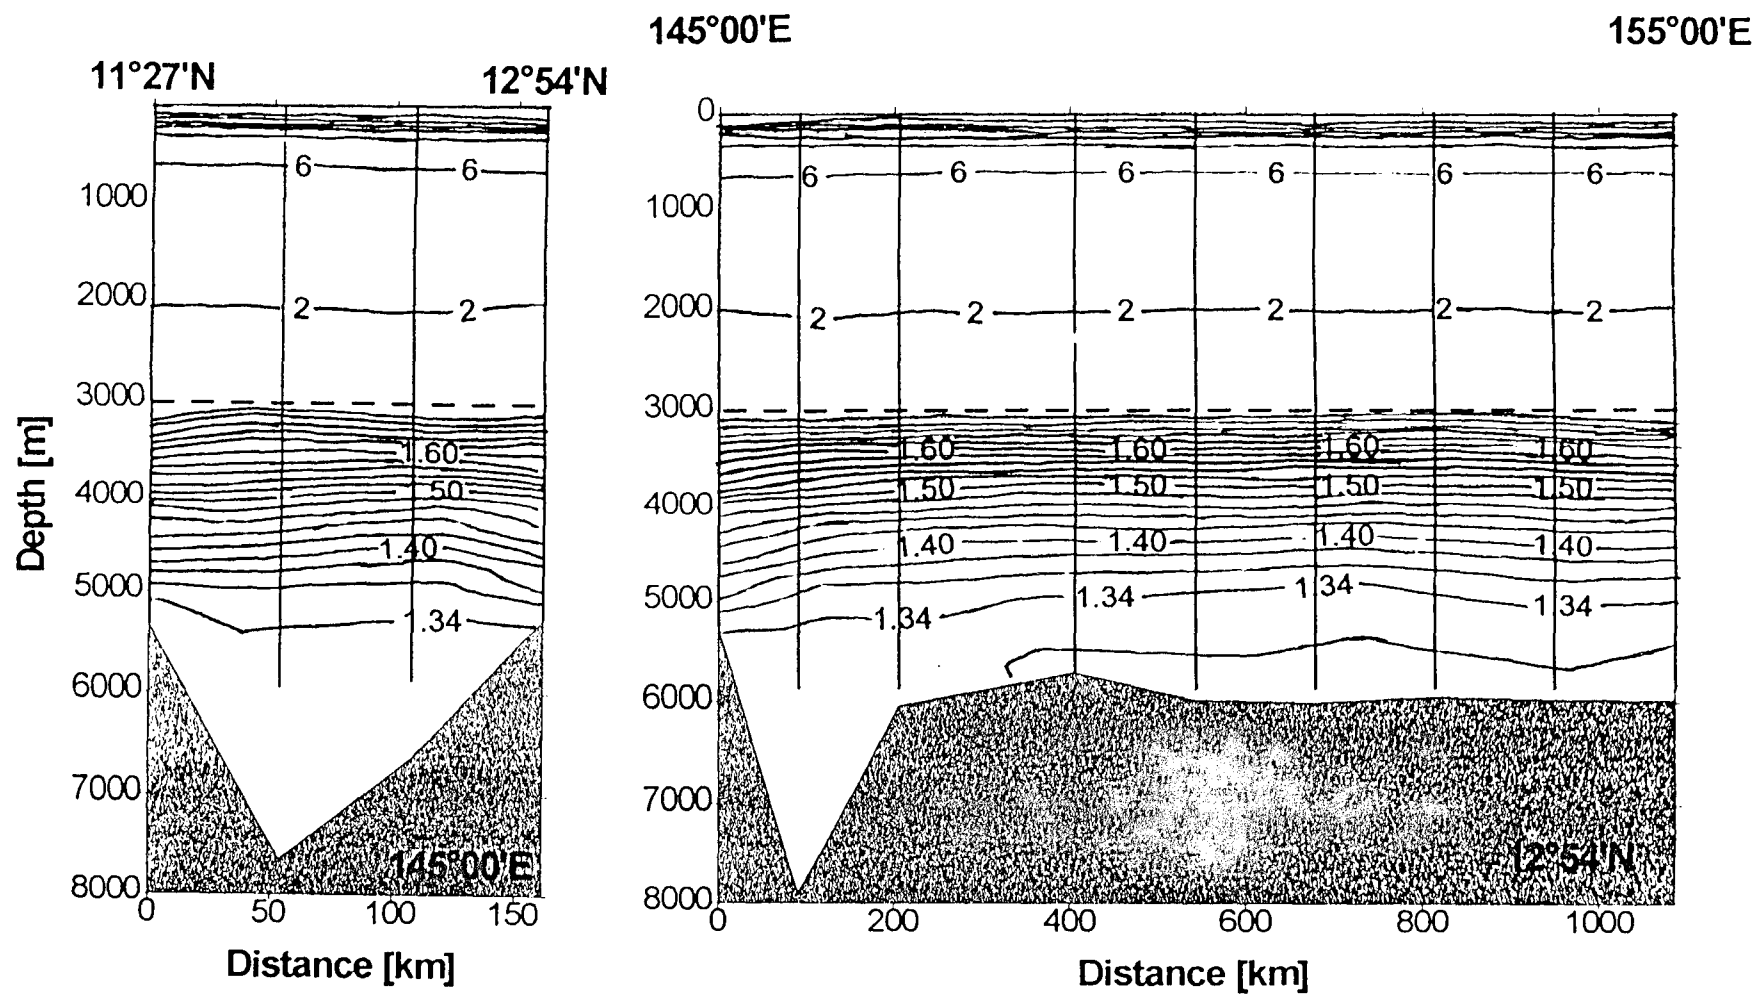 145°00'E 155°00'E
11°27'N 12°54'N
0
6 6
6 6 6 6 6 6
1000 1000
2 2
2 2 2 2 2 2
2000 2000
3000 3000
1.60
1.60 1.60 1.60 1.60
.50
1.50 1.50 1.50 1.50
4000 4000
1.40
1.40 1.40 1.40 1.40
5000 5000
1.34
1.34 1.34 1.34 1.34
6000 6000
7000 7000
145°00'E
12°54'N
8000 8000
0 50 100 150
0 200 400 600 800 1000
Depth [m]
Distance [km] Distance [km]